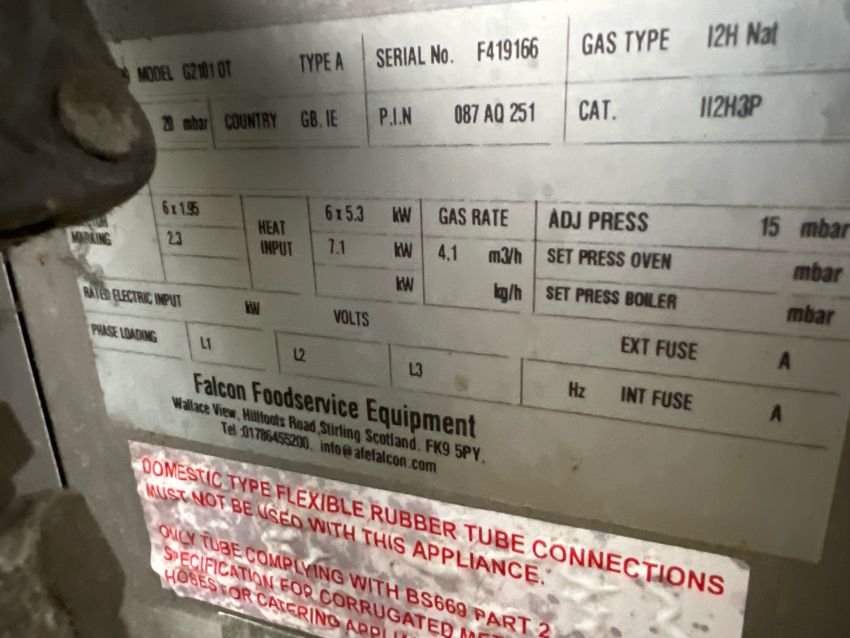 MODEL G2101 OT TYPE A SERIAL No. F419166 GAS TYPE I2H Nat
20 mbar COUNTRY GB. IE P.I.N 087 AQ 251 CAT. II2H3P
MARKING 6 x 1.95 HEAT INPUT 6 x 5.3 kW GAS RATE ADJ PRESS 15 mbar
2.3 7.1 kW 4.1 m3/h SET PRESS OVEN mbar
kW kg/h SET PRESS BOILER mbar
RATED ELECTRIC INPUT kW VOLTS EXT FUSE A
PHASE LOADING L1 L2 L3 Hz INT FUSE A
Falcon Foodservice Equipment
Wallace View, Hillfoots Road,Stirling Scotland, FK9 5PY.
Tel :01786455200, info@afefalcon.com
DOMESTIC TYPE FLEXIBLE RUBBER TUBE CONNECTIONS
MUST NOT BE USED WITH THIS APPLIANCE.
ONLY TUBE COMPLYING WITH BS669 PART 2
SPECIFICATION FOR CORRUGATED
HOSES FOR CATERING